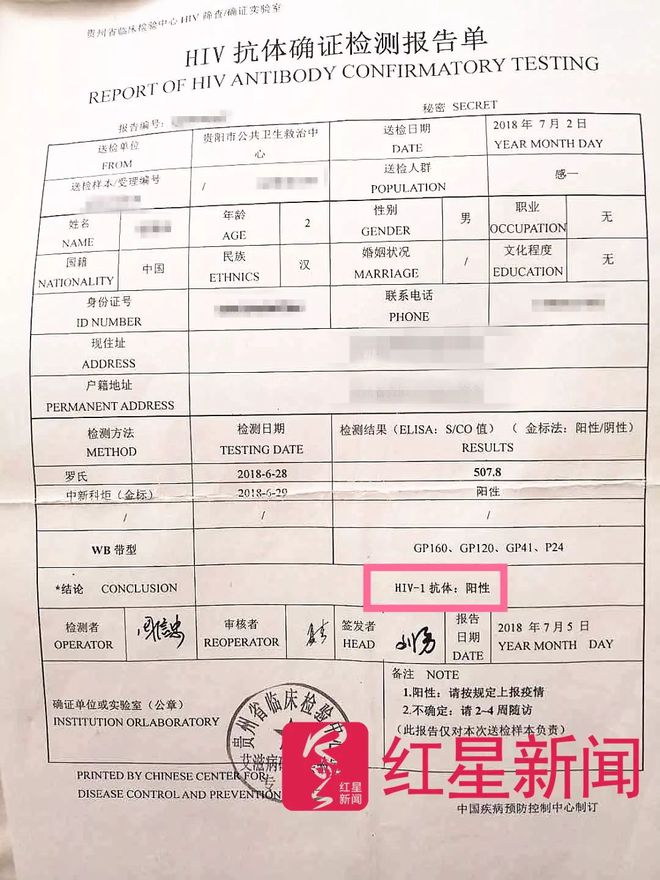 贵州省临床检验中心 HIV 筛查/确证实验室
HIV 抗体确证检测报告单
REPORT OF HIV ANTIBODY CONFIRMATORY TESTING
秘密 SECRET
报告编号:
送检单位 FROM 贵阳市公共卫生救治中心 送检日期 DATE 2018 年 7 月 2 日 YEAR MONTH DAY
送检样本/受理编号 / 送检人群 POPULATION 感一
姓名 NAME 年龄 AGE 2 性别 GENDER 男 职业 OCCUPATION 无
国籍 NATIONALITY 中国 民族 ETHNICS 汉 婚姻状况 MARRIAGE / 文化程度 EDUCATION 无
身份证号 ID NUMBER 联系电话 PHONE
现住址 ADDRESS
户籍地址 PERMANENT ADDRESS
检测方法 METHOD 检测日期 TESTING DATE 检测结果(ELISA: S/CO 值)( 金标法: 阳性/阴性) RESULTS
罗氏 2018-6-28 507.8
中新科炬(金标) 2018-6-29 阳性
/ / /
WB 带型 GP160、GP120、GP41、P24
*结论 CONCLUSION HIV-1 抗体: 阳性
检测者 OPERATOR 审核者 REOPERATOR 签发者 HEAD 报告日期 DATE 2018 年 7 月 5 日 YEAR MONTH DAY
确证单位或实验室(公章)
INSTITUTION ORLABORATORY
备注 NOTE
1.阳性: 请按规定上报疫情
2.不确定: 请 2-4 周随访
(此报告仅对本次送检样本负责)
贵州省临床检验中心
红星新闻
红星新闻
PRINTED BY CHINESE CENTER FOR
DISEASE CONTROL AND PREVENTION
中国疾病预防控制中心制订